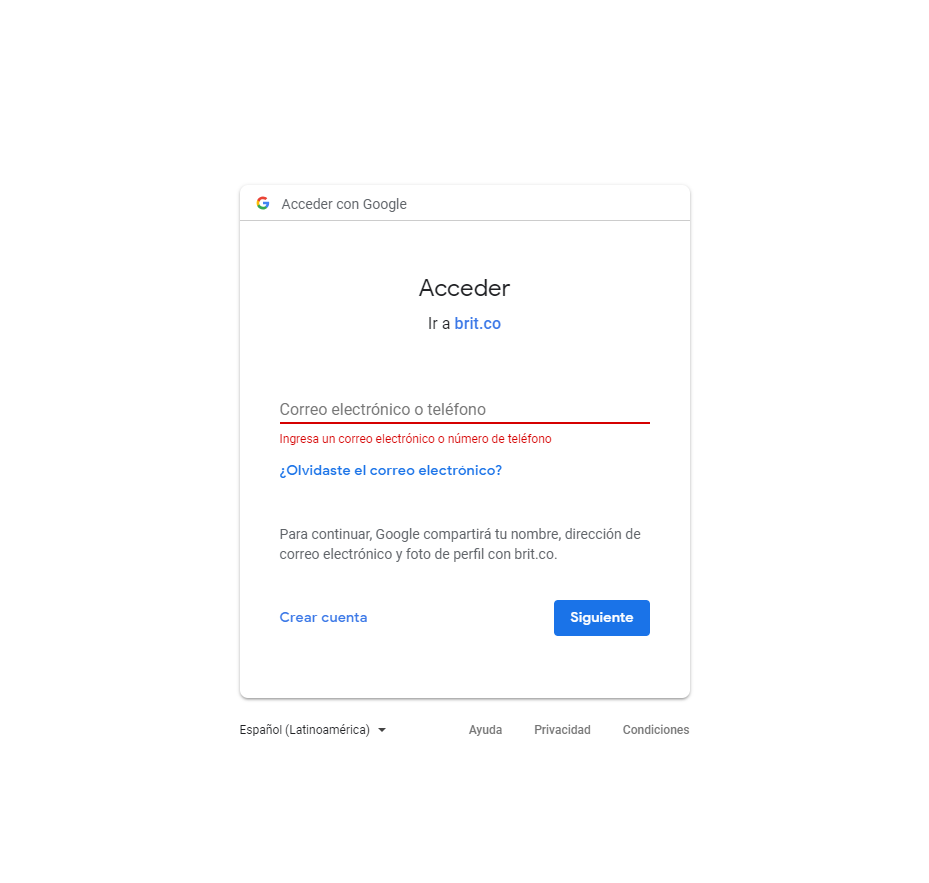 Acceder con Google
Acceder
Ir a brit.co
Correo electrónico o teléfono
Ingresa un correo electrónico o número de teléfono
¿Olvidaste el correo electrónico?
Para continuar, Google compartirá tu nombre, dirección de
correo electrónico y foto de perfil con brit.co.
Crear cuenta
Siguiente
Español (Latinoamérica)
Ayuda
Privacidad
Condiciones